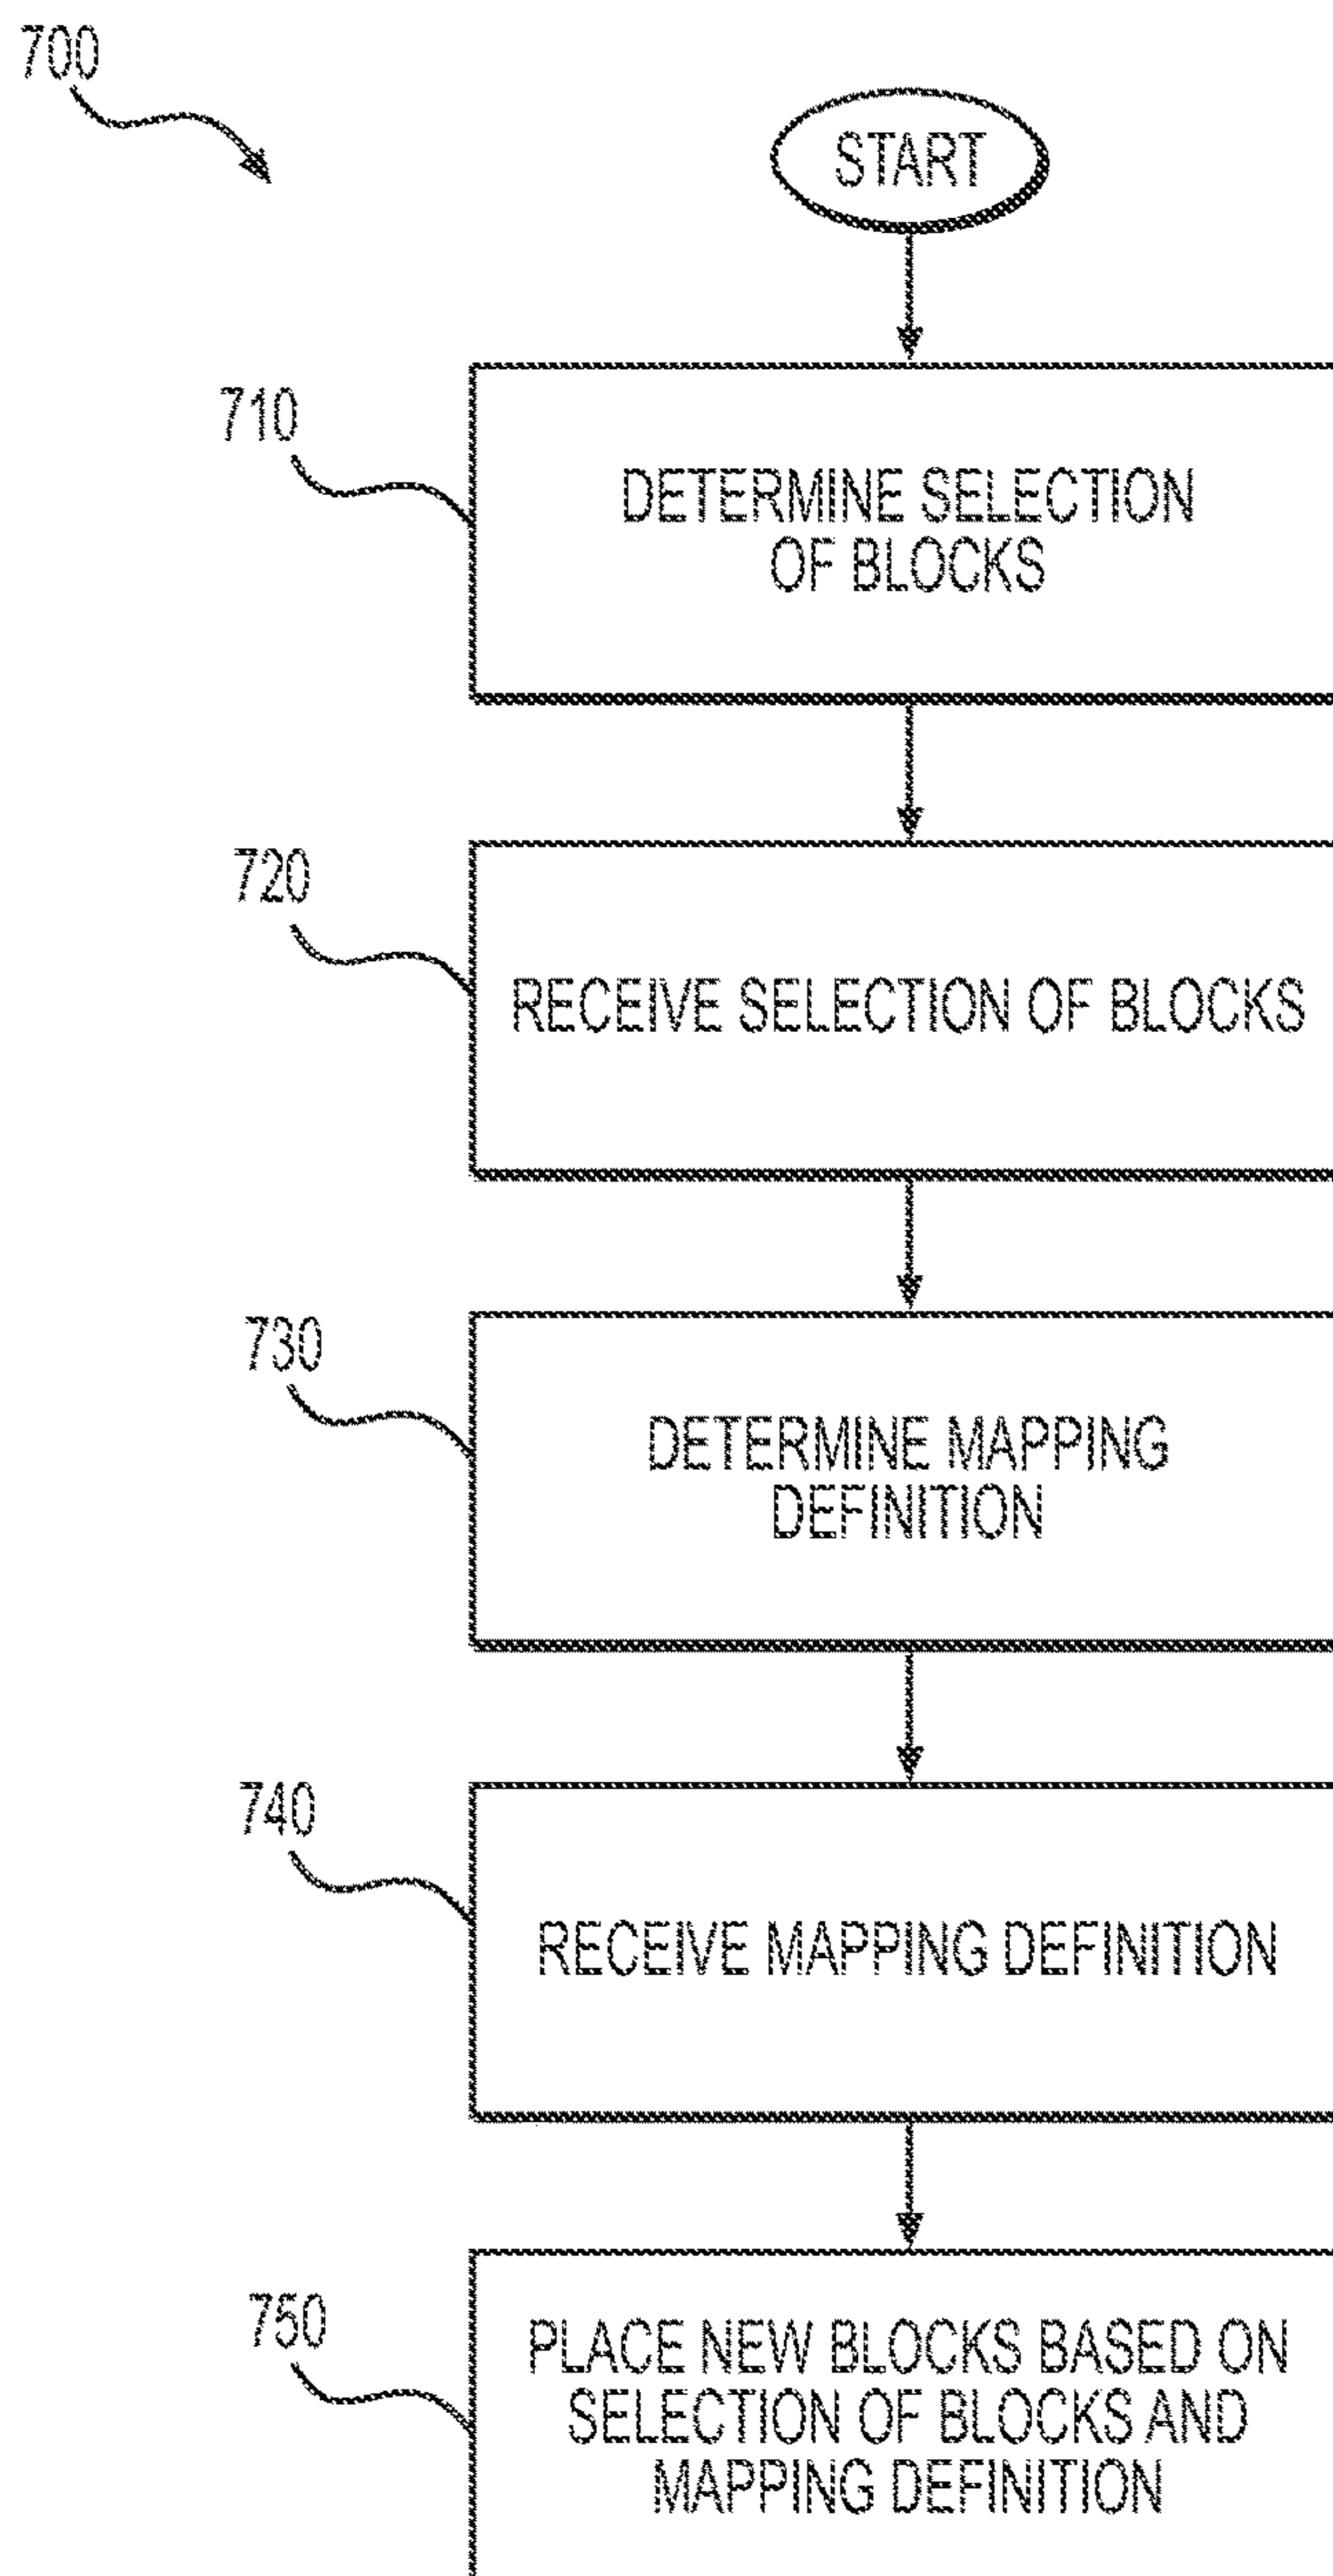 700
START
710
DETERMINE SELECTION
OF BLOCKS
720
RECEIVE SELECTION OF BLOCKS
730
DETERMINE MAPPING
DEFINITION
740
RECEIVE MAPPING DEFINITION
750
PLACE NEW BLOCKS BASED ON
SELECTION OF BLOCKS AND
MAPPING DEFINITION